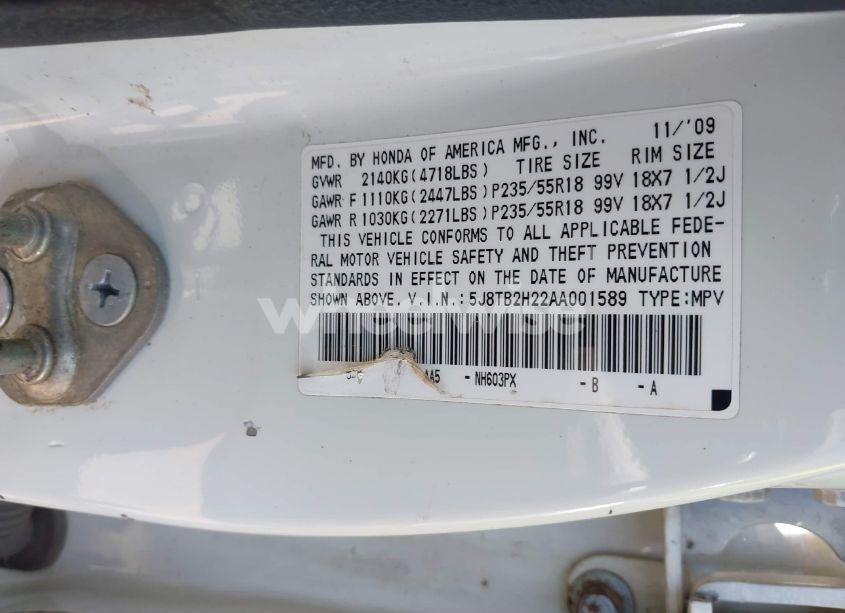 MFD. BY HONDA OF AMERICA MFG., INC. 11/'09
GVWR 2140KG(4718LBS) TIRE SIZE RIM SIZE
GAWR F 1110KG(2447LBS)P235/55R18 99V 18X7 1/2J
GAWR R 1030KG(2271LBS)P235/55R18 99V 18X7 1/2J
THIS VEHICLE CONFORMS TO ALL APPLICABLE FEDE-
RAL MOTOR VEHICLE SAFETY AND THEFT PREVENTION
STANDARDS IN EFFECT ON THE DATE OF MANUFACTURE
SHOWN ABOVE. V.I.N.:5J8TB2H22AA001589 TYPE:MPV
wheelwise
AA5 -NH603PX -B -A